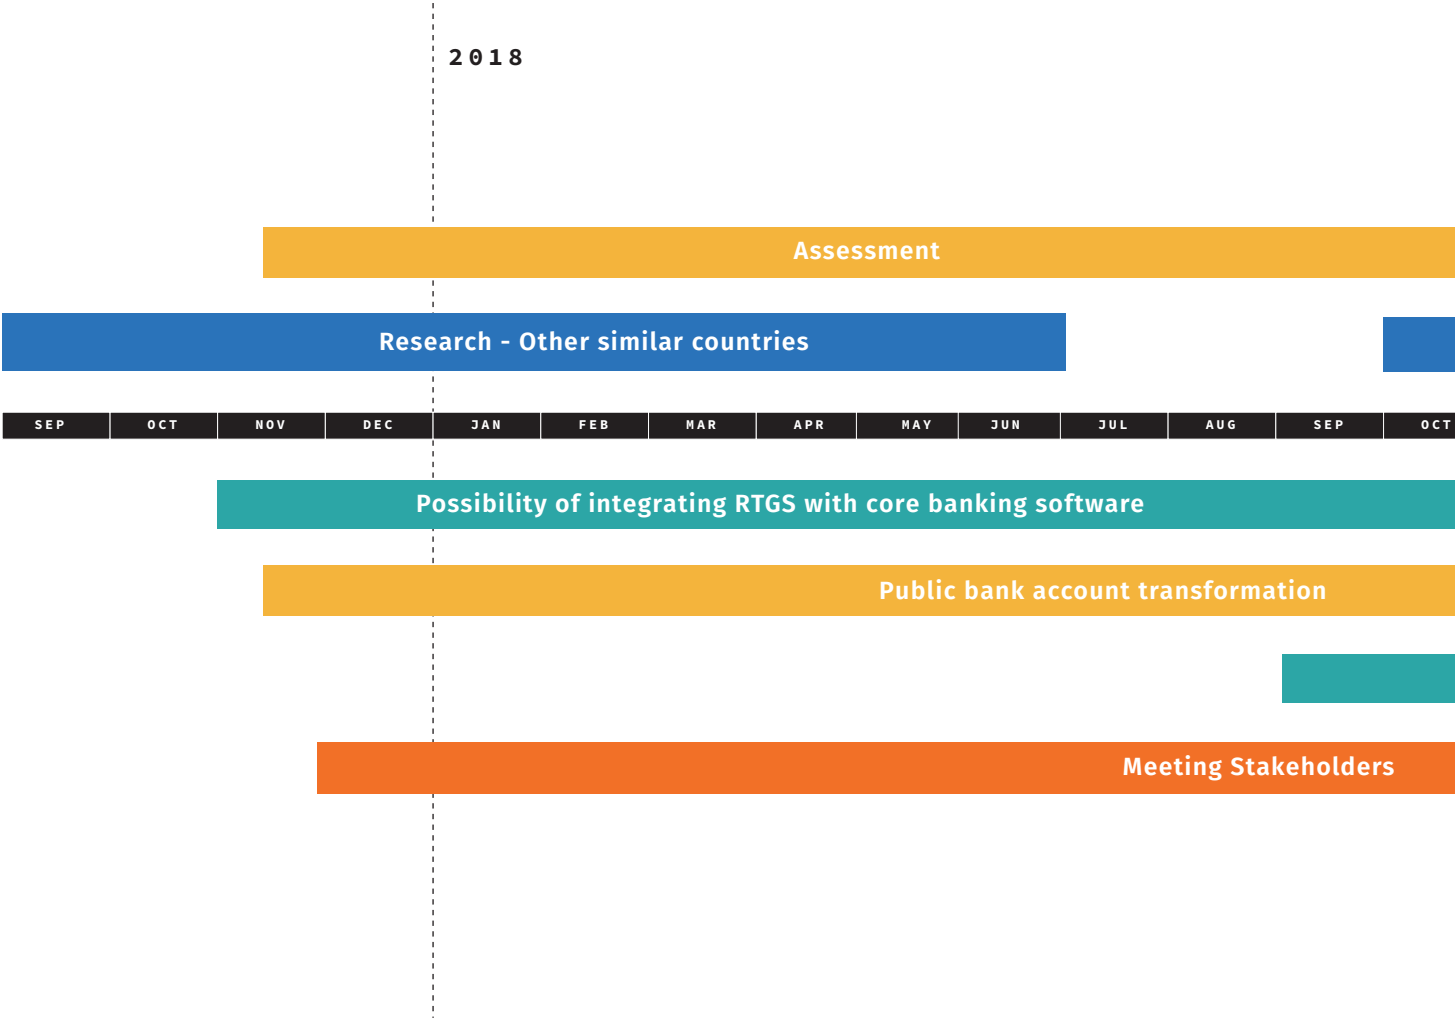 2018
Assessment
Research - Other similar countries
SEP OCT NOV DEC JAN FEB MAR APR MAY JUN JUL AUG SEP OCT
Possibility of integrating RTGS with core banking software
Public bank account transformation
Meeting Stakeholders